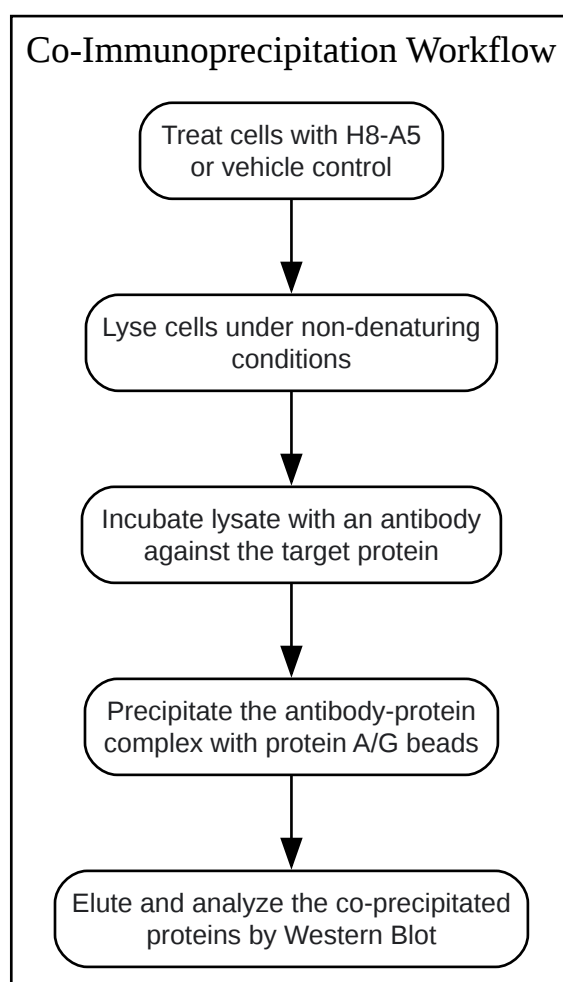 Co-Immunoprecipitation Workflow
Treat cells with H8-A5
or vehicle control
Lyse cells under non-denaturing
conditions
Incubate lysate with an antibody
against the target protein
Precipitate the antibody-protein
complex with protein A/G beads
Elute and analyze the co-precipitated
proteins by Western Blot